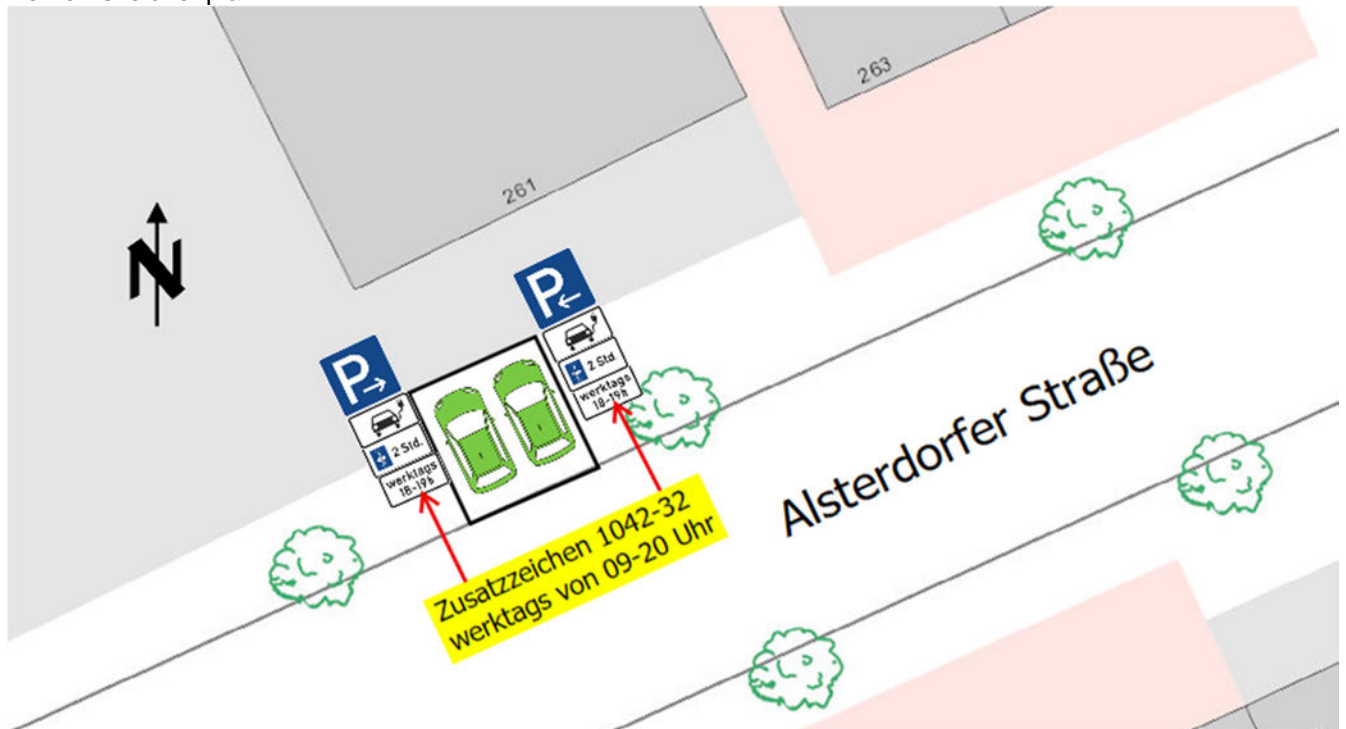 263
261
N
P
2 Std.
werktags
18-19h
P
2 Std.
werktags
18-19h
Alsterdorfer Straße
Zusatzzeichen 1042-32
werktags von 09-20 Uhr